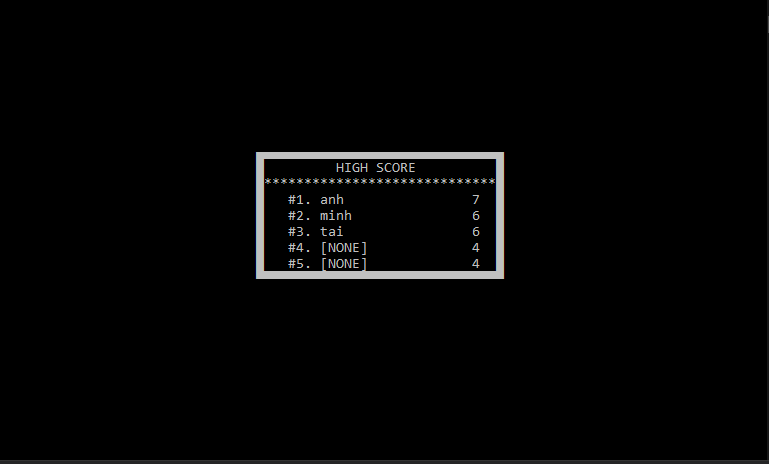 HIGH SCORE
*****************************
#1. anh 7
#2. minh 6
#3. tai 6
#4. [NONE] 4
#5. [NONE] 4